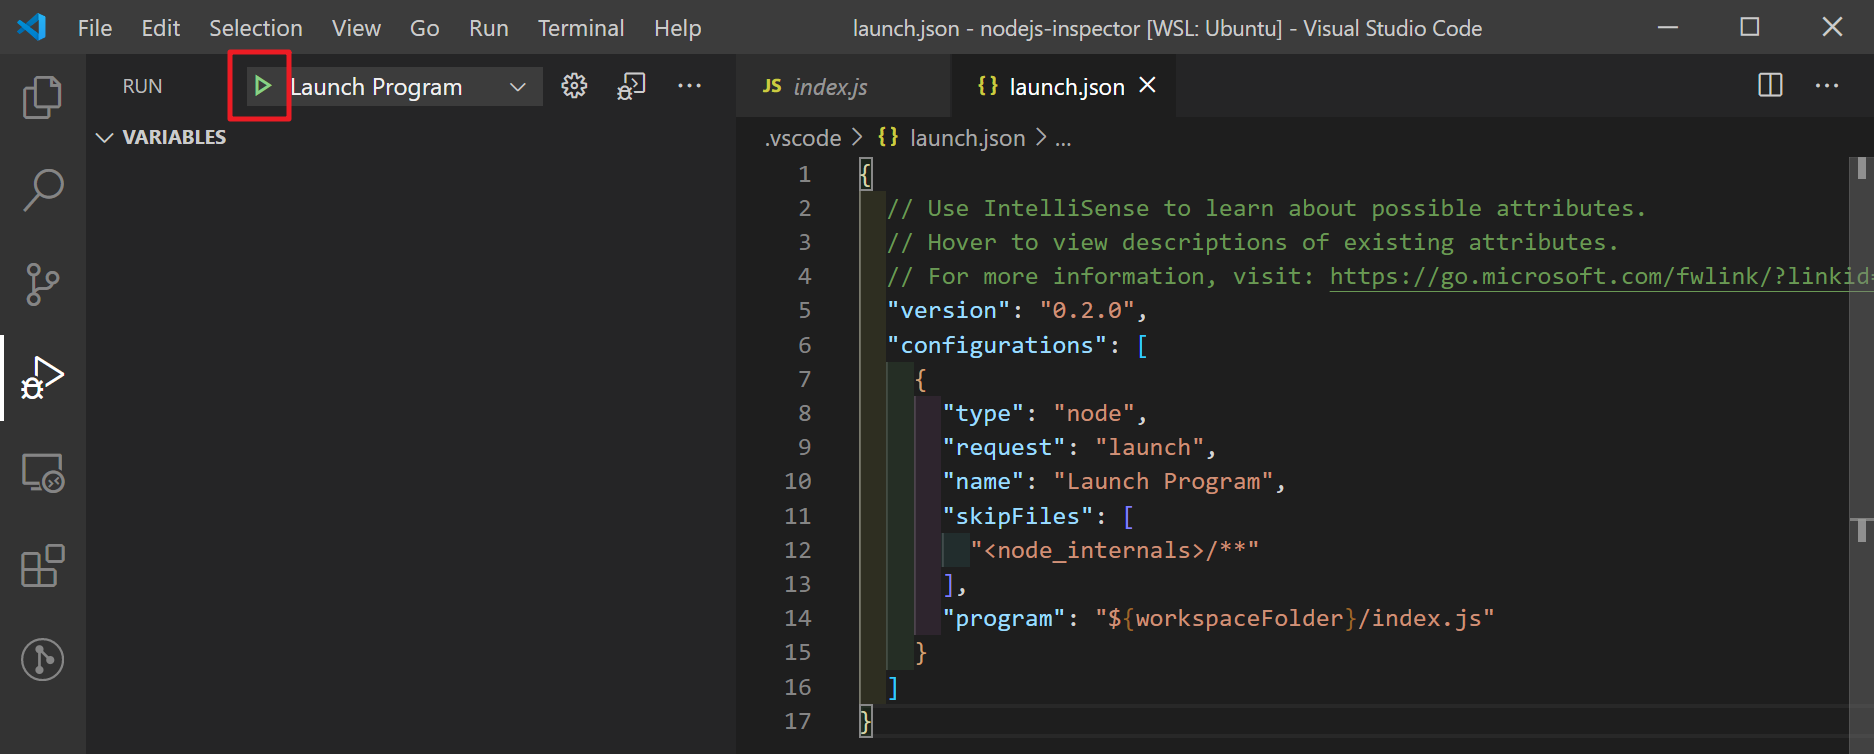 File Edit Selection View Go Run Terminal Help launch.json - nodejs-inspector [WSL: Ubuntu] - Visual Studio Code
RUN Launch Program
VARIABLES
JS index.js {} launch.json
.vscode > {} launch.json > ...
1 {
2 // Use IntelliSense to learn about possible attributes.
3 // Hover to view descriptions of existing attributes.
4 // For more information, visit: https://go.microsoft.com/fwlink/?linkid=
5 "version": "0.2.0",
6 "configurations": [
7 {
8 "type": "node",
9 "request": "launch",
10 "name": "Launch Program",
11 "skipFiles": [
12 "<node_internals>/**"
13 ],
14 "program": "${workspaceFolder}/index.js"
15 }
16 ]
17 }